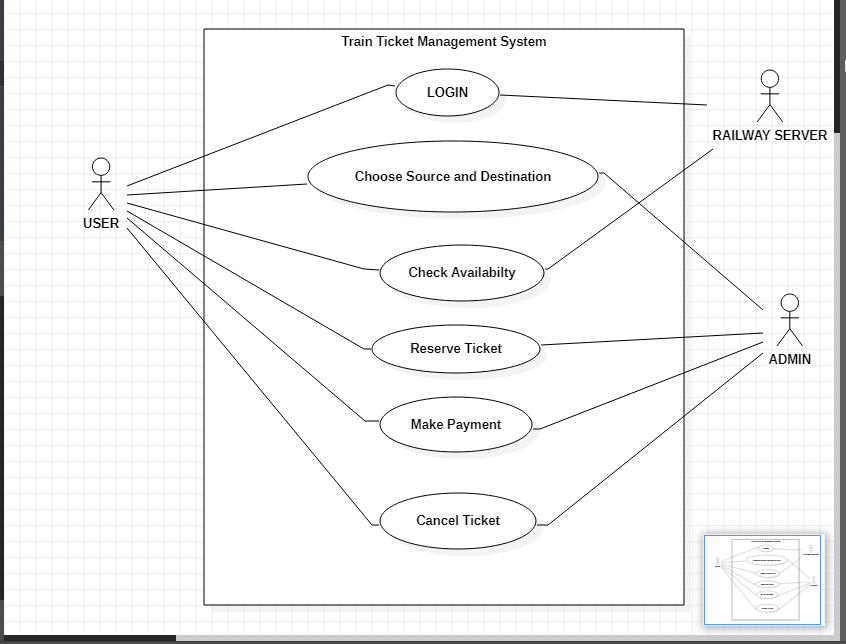 Train Ticket Management System
LOGIN
RAILWAY SERVER
Choose Source and Destination
USER
Check Availabilty
Reserve Ticket
ADMIN
Make Payment
Cancel Ticket